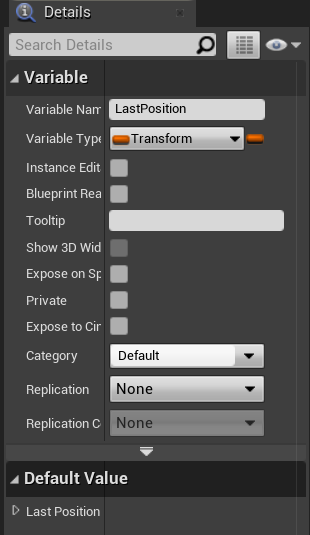 Details
Search Details
Variable
Variable Nam LastPosition
Variable Type Transform
Instance Edit
Blueprint Rea
Tooltip
Show 3D Wid
Expose on Sp
Private
Expose to Cin
Category Default
Replication None
Replication C None
Default Value
Last Position